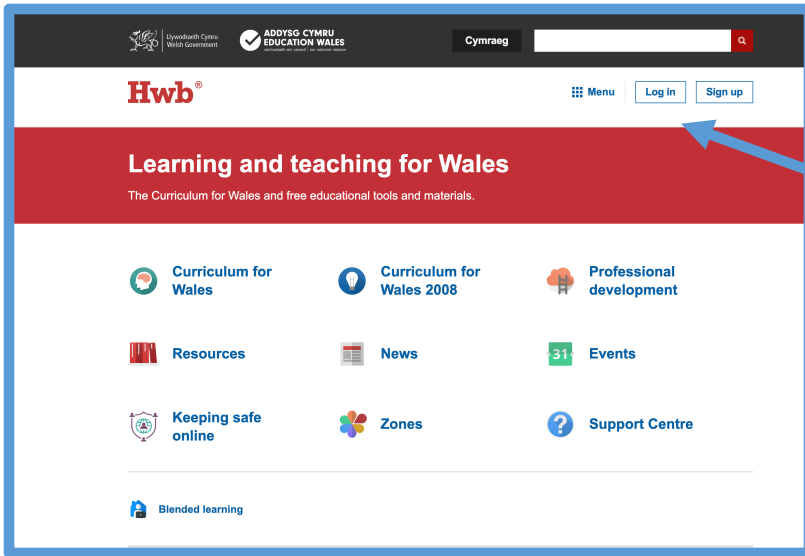 Llywodraeth Cymru
Welsh Government
ADDYSG CYMRU
EDUCATION WALES
Cymraeg
Hwb®
Menu
Log in
Sign up
Learning and teaching for Wales
The Curriculum for Wales and free educational tools and materials.
Curriculum for
Wales
Curriculum for
Wales 2008
Professional
development
Resources
News
31
Events
Keeping safe
online
Zones
?
Support Centre
Blended learning